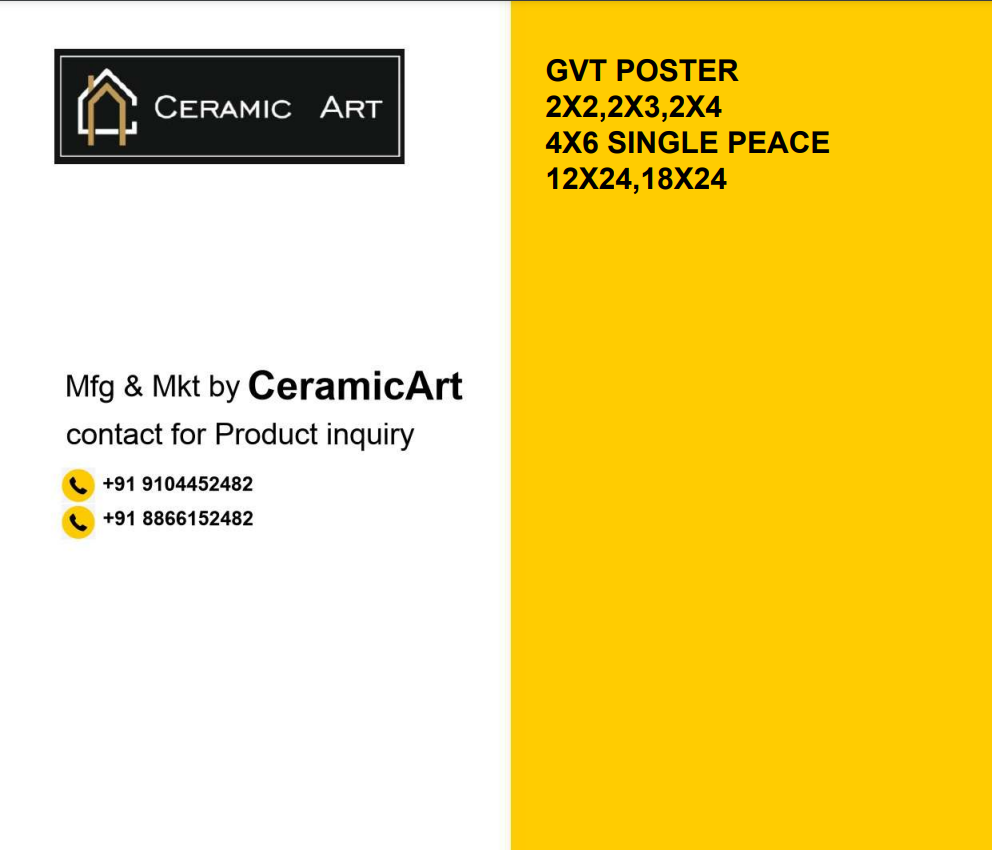 CERAMIC ART
Mfg & Mkt by CeramicArt
contact for Product inquiry
+91 9104452482
+91 8866152482
GVT POSTER
2X2,2X3,2X4
4X6 SINGLE PEACE
12X24,18X24